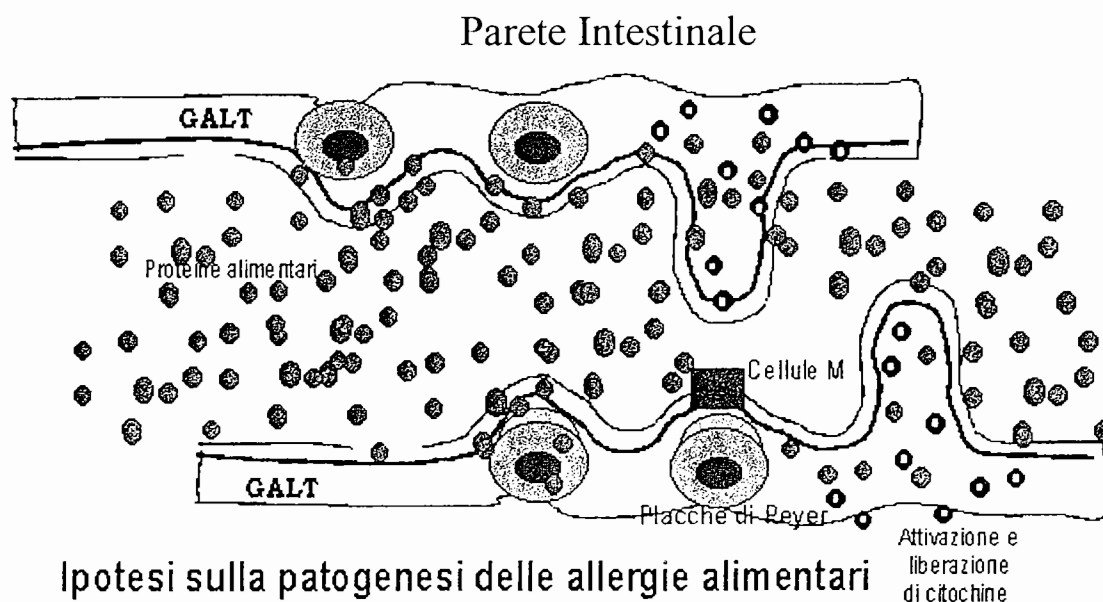 Parete Intestinale
GALT
Proteine alimentari
Cellule M
GALT
Placche di Peyer
Attivazione e
liberazione
di citochine
Ipotesi sulla patogenesi delle allergie alimentari